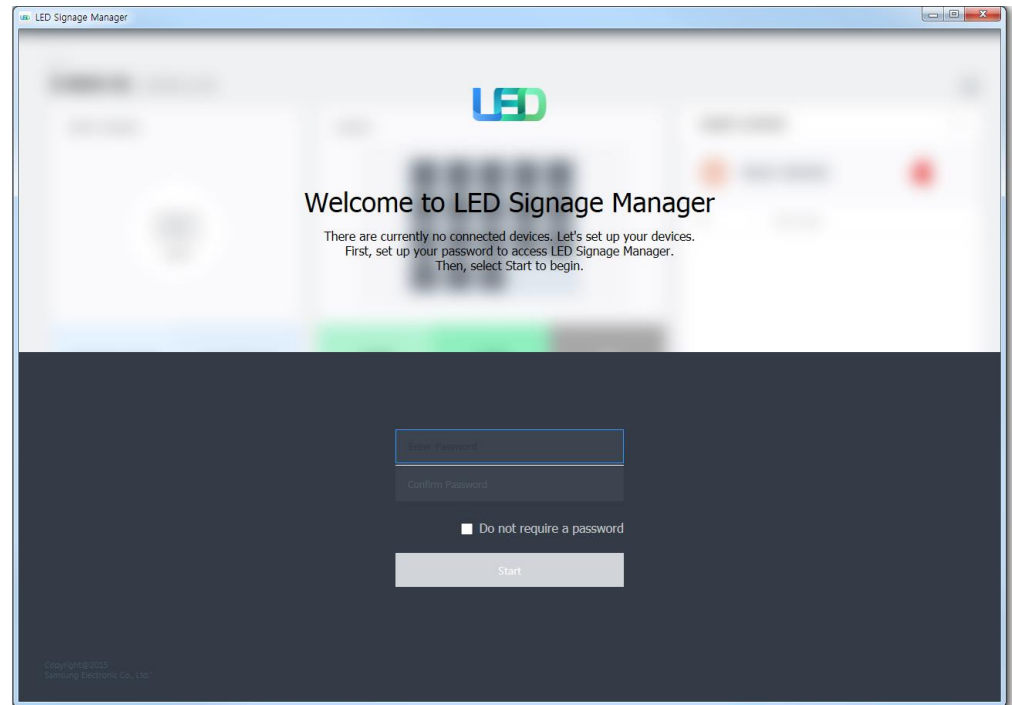 LED Signage Manager
LED
Welcome to LED Signage Manager
There are currently no connected devices. Let's set up your devices.
First, set up your password to access LED Signage Manager.
Then, select Start to begin.
Enter Password
Confirm Password
Do not require a password
Start
Copyright@2015
Samsung Electronic Co., Ltd.